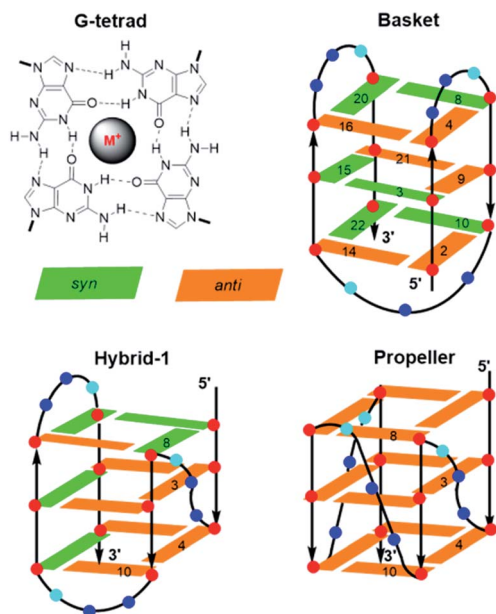 G-tetrad
Basket
H
N
N
H
N
N
N
O
H
N
N
N
N
H
O
N
N
H
H
N
H
M+
H
O
H
H
N
H
N
N
H
O
N
N
N
N
H
N
N
N
H
N
syn
anti
20
8
16
4
21
15
9
3
22
10
14
2
3'
5'
Hybrid-1
Propeller
5'
5'
8
8
3
3
4
4
3'
3'
10
10